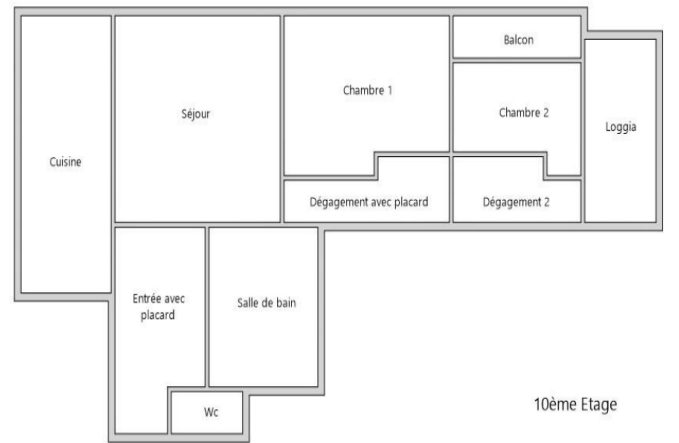 Balcon
Chambre 1
Séjour
Chambre 2
Loggia
Cuisine
Dégagement avec placard
Dégagement 2
Entrée avec
placard
Salle de bain
Wc
10ème Etage